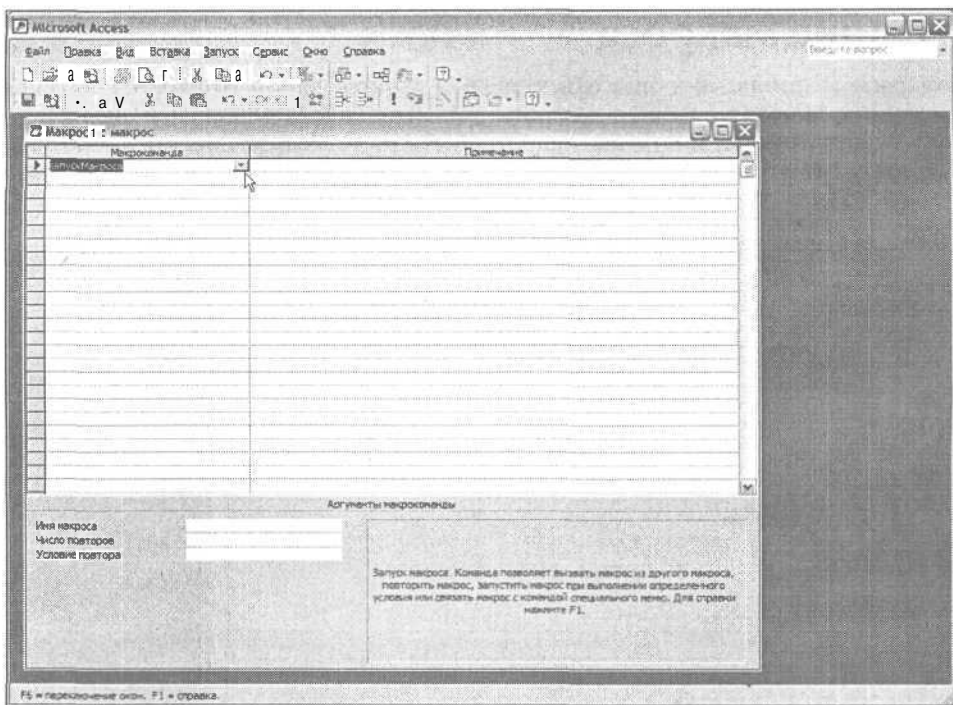 Microsoft Access
Файл Правка Вид Вставка Запуск Сервис Окно Справка
Введите вопрос
Макрос1 : макрос
Макрокоманда Примечание
ЗапускМакроса
Аргументы макрокоманды
Имя макроса
Число повторов
Условие повтора
Запуск макроса. Команда позволяет вызвать макрос из другого макроса,
повторить макрос, запустить макрос при выполнении определенного
условия или связать макрос с командой специального меню. Для справки
нажмите F1.
F6 = переключение окон. F1 = справка.